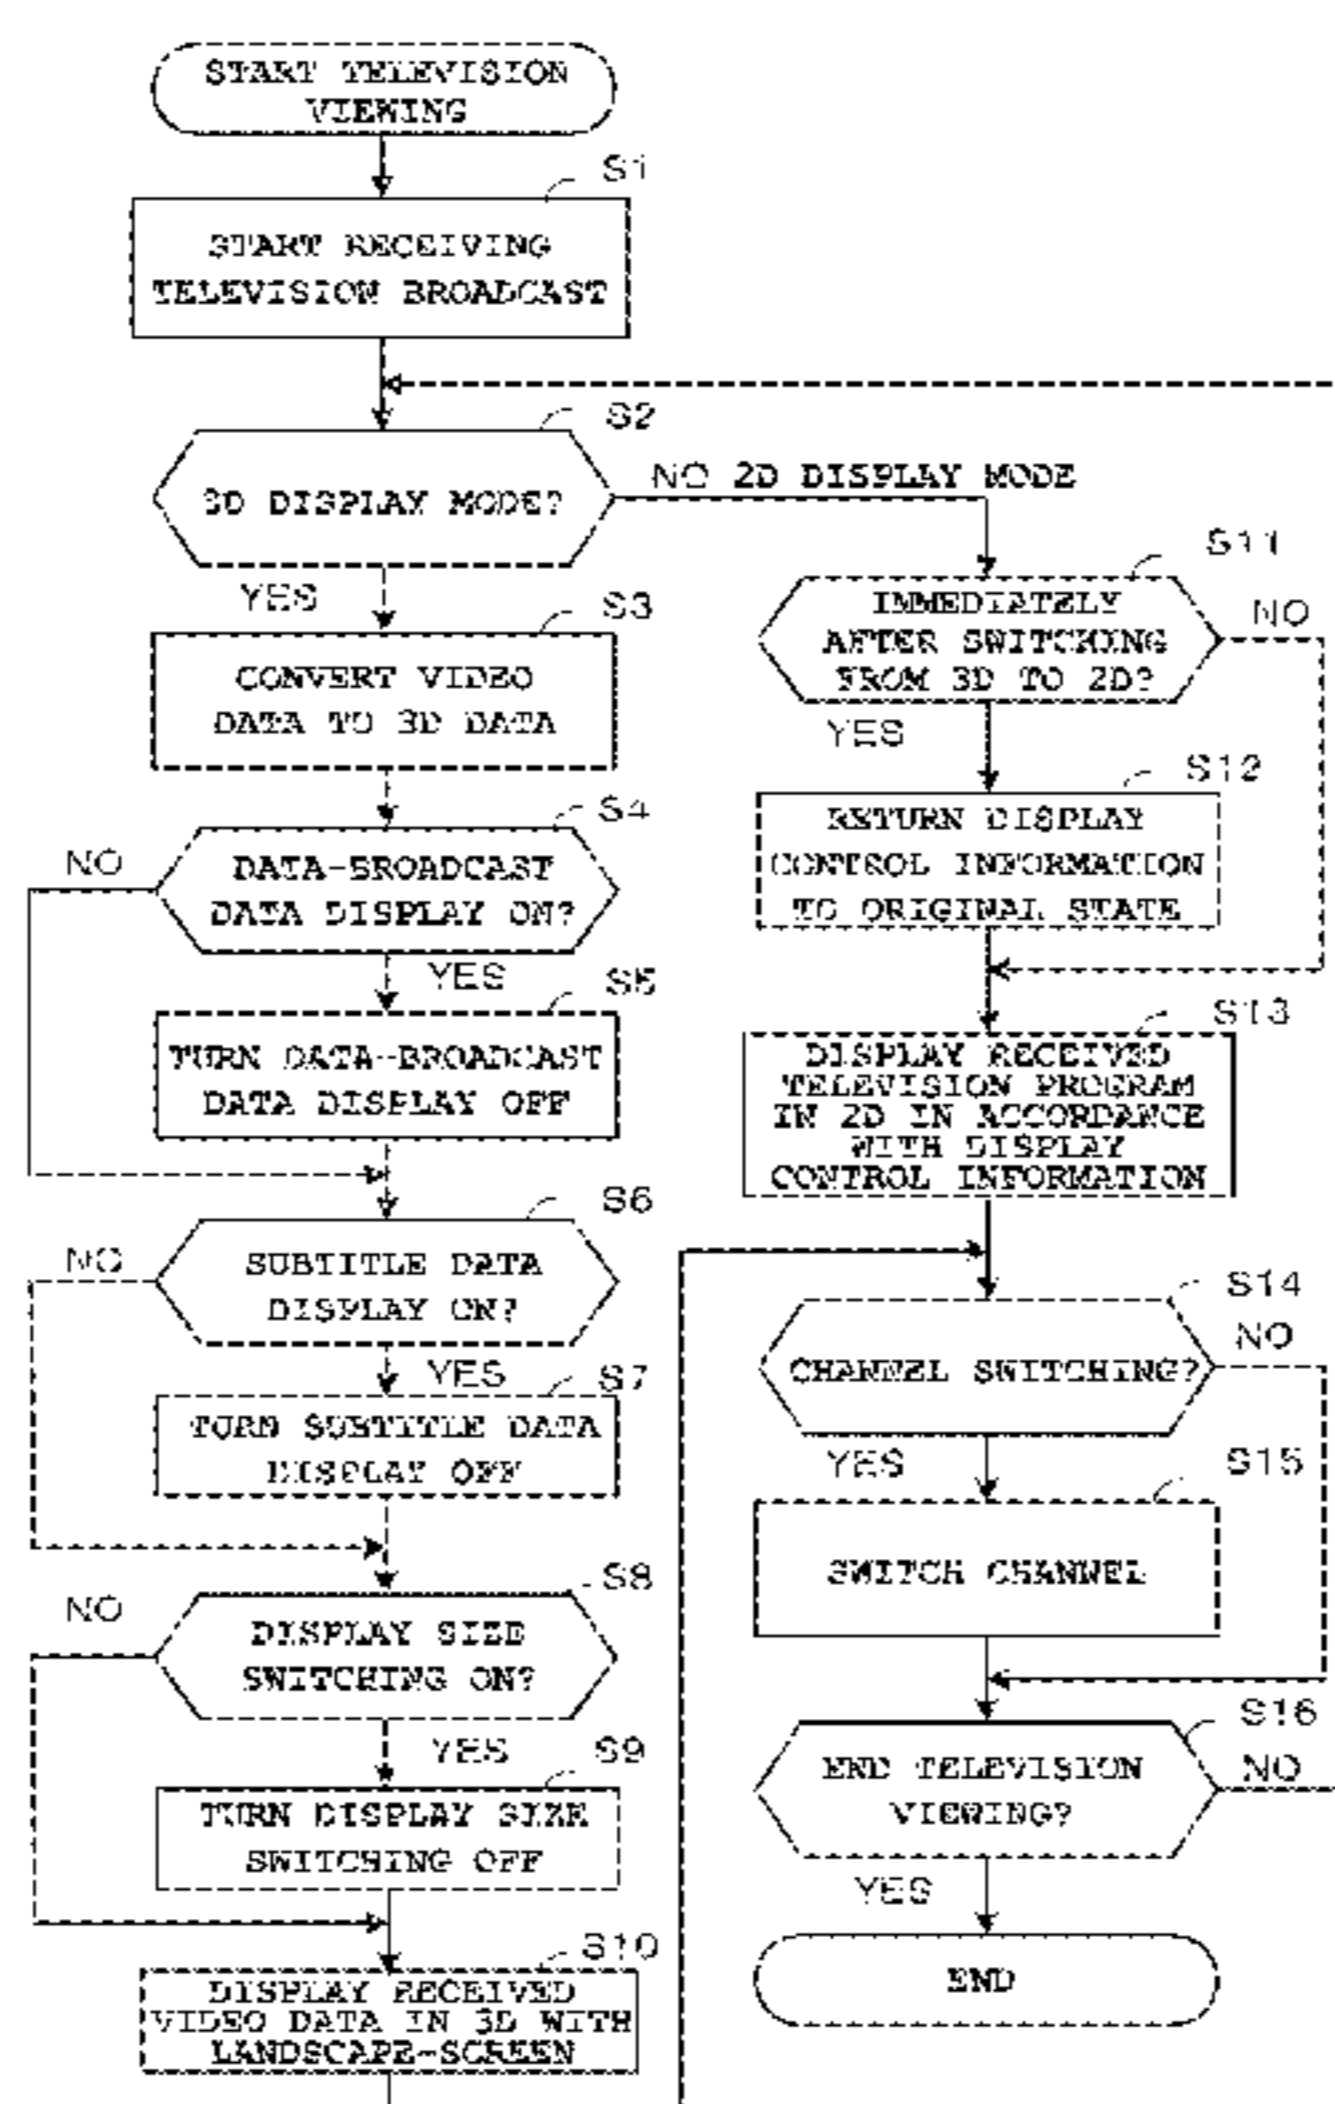 START TELEVISION
VIEWING
S1
START RECEIVING
TELEVISION BROADCAST
S2
3D DISPLAY MODE?
NO 2D DISPLAY MODE
YES
S3
CONVERT VIDEO
DATA TO 3D DATA
S4
NO
DATA-BROADCAST
DATA DISPLAY ON?
YES
S5
TURN DATA-BROADCAST
DATA DISPLAY OFF
S6
NO
SUBTITLE DATA
DISPLAY ON?
YES
S7
TURN SUBTITLE DATA
DISPLAY OFF
S8
NO
DISPLAY SIZE
SWITCHING ON?
YES
S9
TURN DISPLAY SIZE
SWITCHING OFF
S10
DISPLAY RECEIVED
VIDEO DATA IN 3D WITH
LANDSCAPE-SCREEN
S11
IMMEDIATELY
AFTER SWITCHING
FROM 3D TO 2D?
NO
YES
S12
RETURN DISPLAY
CONTROL INFORMATION
TO ORIGINAL STATE
S13
DISPLAY RECEIVED
TELEVISION PROGRAM
IN 2D IN ACCORDANCE
WITH DISPLAY
CONTROL INFORMATION
S14
NO
CHANNEL SWITCHING?
YES
S15
SWITCH CHANNEL
S16
END TELEVISION
VIEWING?
NO
YES
END